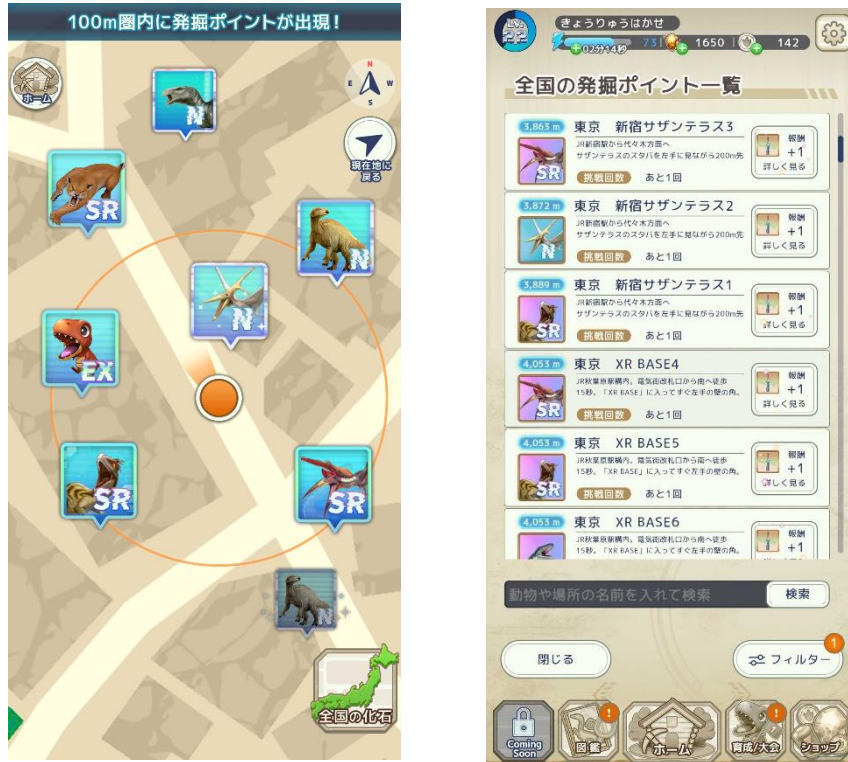 100m圏内に発掘ポイントが出現！
ホーム
N
E
W
S
現在地に
戻る
N
SR
N
N
EX
SR
SR
N
全国の化石
LV.
22
きょうりゅうはかせ
02分14秒
73
1650
142
全国の発掘ポイント一覧
3,863 m
東京 新宿サザンテラス3
JR新宿駅から代々木方面へ
サザンテラスのスタバを左手に見ながら200m先
SR
挑戦回数 あと1回
報酬
+1
詳しく見る
3,872 m
東京 新宿サザンテラス2
JR新宿駅から代々木方面へ
サザンテラスのスタバを左手に見ながら200m先
N
挑戦回数 あと1回
報酬
+1
詳しく見る
3,889 m
東京 新宿サザンテラス1
JR新宿駅から代々木方面へ
サザンテラスのスタバを左手に見ながら200m先
SR
挑戦回数 あと1回
報酬
+1
詳しく見る
4,053 m
東京 XR BASE4
JR秋葉原駅構内。電気街改札口から南へ徒歩
15秒。「XR BASE」に入ってすぐ左手の壁の角。
SR
挑戦回数 あと1回
報酬
+1
詳しく見る
4,053 m
東京 XR BASE5
JR秋葉原駅構内。電気街改札口から南へ徒歩
15秒。「XR BASE」に入ってすぐ左手の壁の角。
SR
挑戦回数 あと1回
報酬
+1
詳しく見る
4,053 m
東京 XR BASE6
JR秋葉原駅構内。電気街改札口から南へ徒歩
15秒。「XR BASE」に入ってすぐ左手の壁の角。
報酬
+1
動物や場所の名前を入れて検索
検索
閉じる
フィルター
1
Coming
Soon
図鑑
!
ホーム
育成/大会
!
ショップ